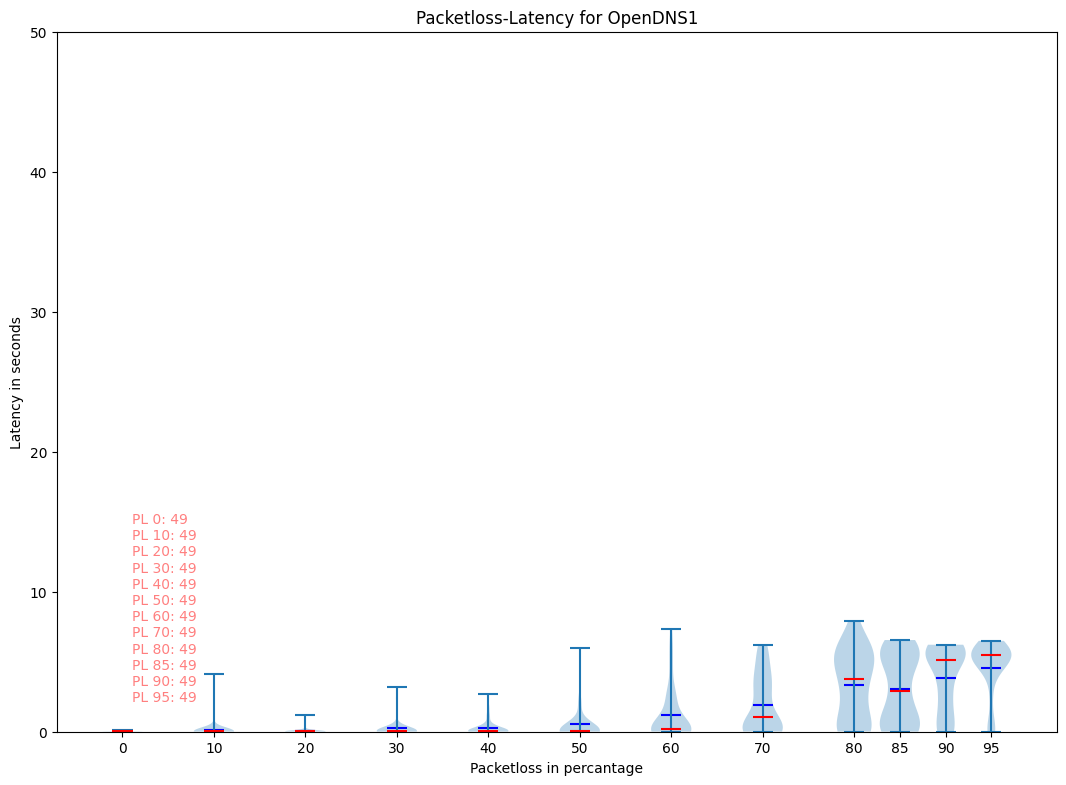 Packetloss-Latency for OpenDNS1
50
40
30
20
10
0
Latency in seconds
PL 0: 49
PL 10: 49
PL 20: 49
PL 30: 49
PL 40: 49
PL 50: 49
PL 60: 49
PL 70: 49
PL 80: 49
PL 85: 49
PL 90: 49
PL 95: 49
0 10 20 30 40 50 60 70 80 85 90 95
Packetloss in percantage